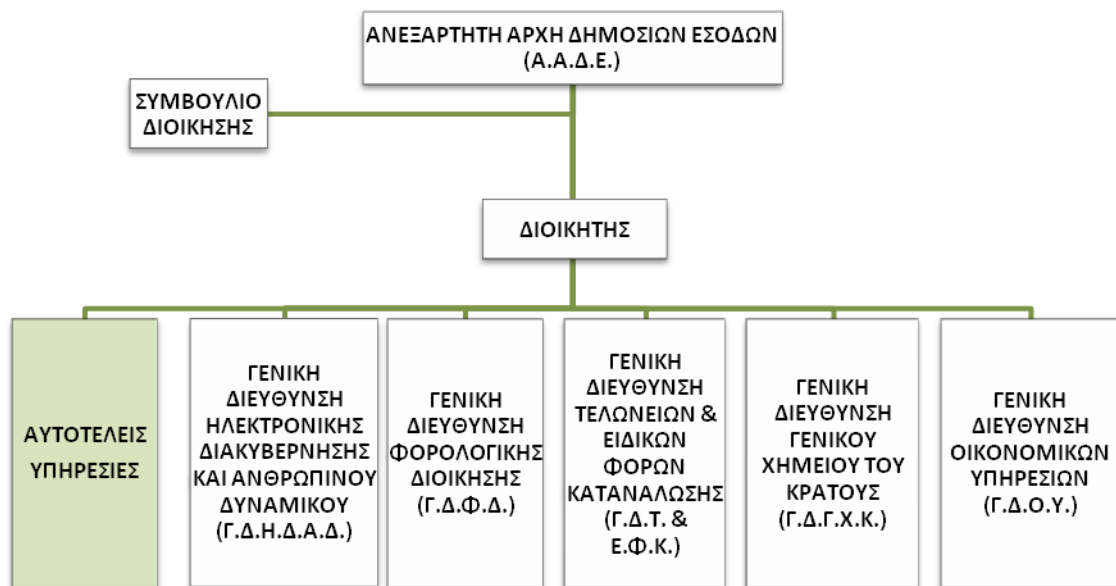 ΑΝΕΞΑΡΤΗΤΗ ΑΡΧΗ ΔΗΜΟΣΙΩΝ ΕΣΟΔΩΝ
(Α.Α.Δ.Ε.)
ΣΥΜΒΟΥΛΙΟ
ΔΙΟΙΚΗΣΗΣ
ΔΙΟΙΚΗΤΗΣ
ΑΥΤΟΤΕΛΕΙΣ
ΥΠΗΡΕΣΙΕΣ
ΓΕΝΙΚΗ
ΔΙΕΥΘΥΝΣΗ
ΗΛΕΚΤΡΟΝΙΚΗΣ
ΔΙΑΚΥΒΕΡΝΗΣΗΣ
ΚΑΙ ΑΝΘΡΩΠΙΝΟΥ
ΔΥΝΑΜΙΚΟΥ
(Γ.Δ.Η.Δ.Α.Δ.)
ΓΕΝΙΚΗ
ΔΙΕΥΘΥΝΣΗ
ΦΟΡΟΛΟΓΙΚΗΣ
ΔΙΟΙΚΗΣΗΣ
(Γ.Δ.Φ.Δ.)
ΓΕΝΙΚΗ
ΔΙΕΥΘΥΝΣΗ
ΤΕΛΩΝΕΙΩΝ &
ΕΙΔΙΚΩΝ
ΦΟΡΩΝ
ΚΑΤΑΝΑΛΩΣΗΣ
(Γ.Δ.Τ. &
Ε.Φ.Κ.)
ΓΕΝΙΚΗ
ΔΙΕΥΘΥΝΣΗ
ΓΕΝΙΚΟΥ
ΧΗΜΕΙΟΥ ΤΟΥ
ΚΡΑΤΟΥΣ
(Γ.Δ.Γ.Χ.Κ.)
ΓΕΝΙΚΗ
ΔΙΕΥΘΥΝΣΗ
ΟΙΚΟΝΟΜΙΚΩΝ
ΥΠΗΡΕΣΙΩΝ
(Γ.Δ.Ο.Υ.)